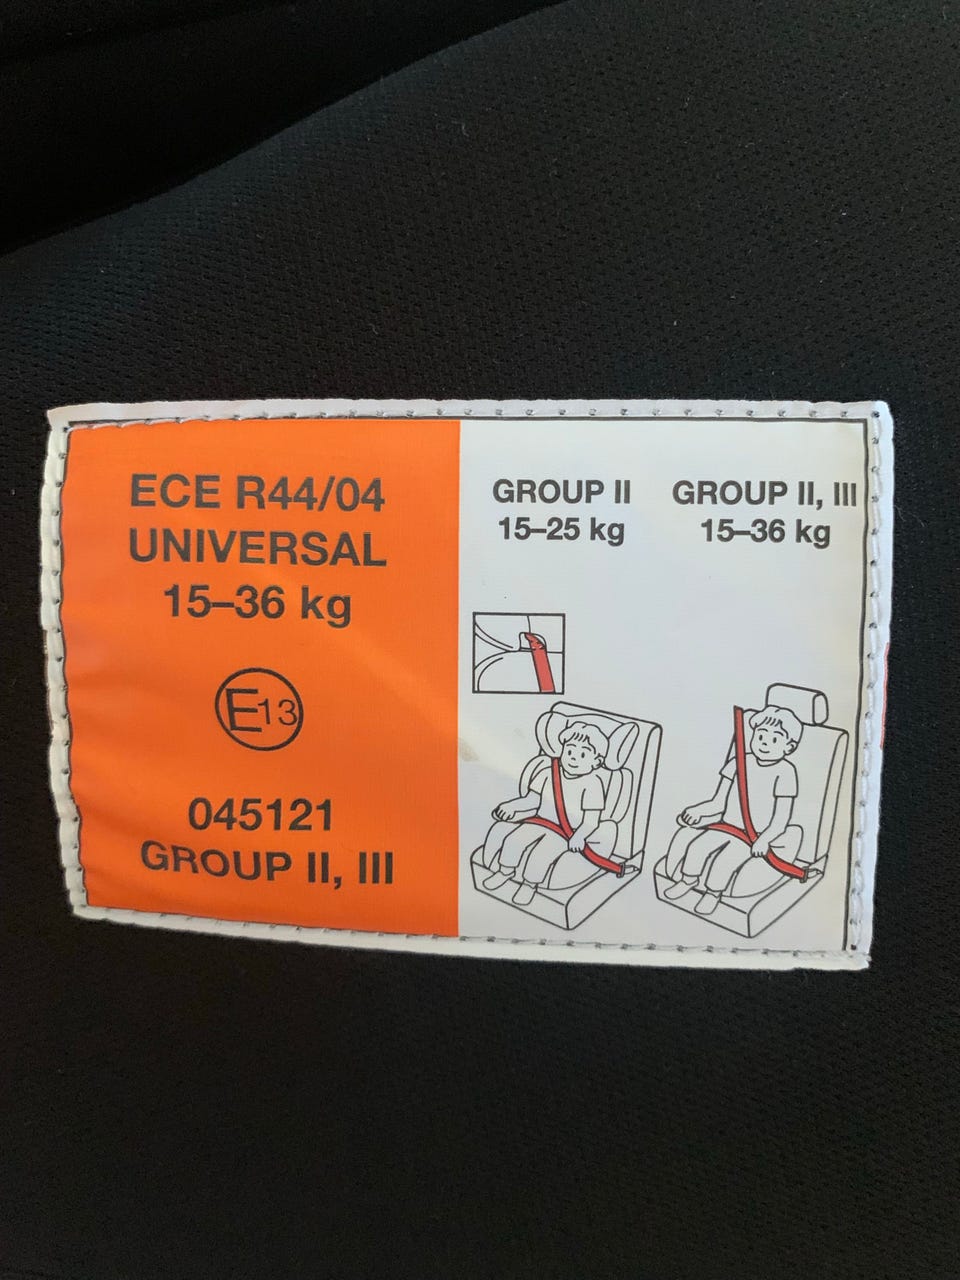 ECE R44/04
UNIVERSAL
15–36 kg
E13
045121
GROUP II, III
GROUP II
15–25 kg
GROUP II, III
15–36 kg